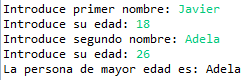 Introduce primer nombre: Javier
Introduce su edad: 18
Introduce segundo nombre: Adela
Introduce su edad: 26
La persona de mayor edad es: Adela